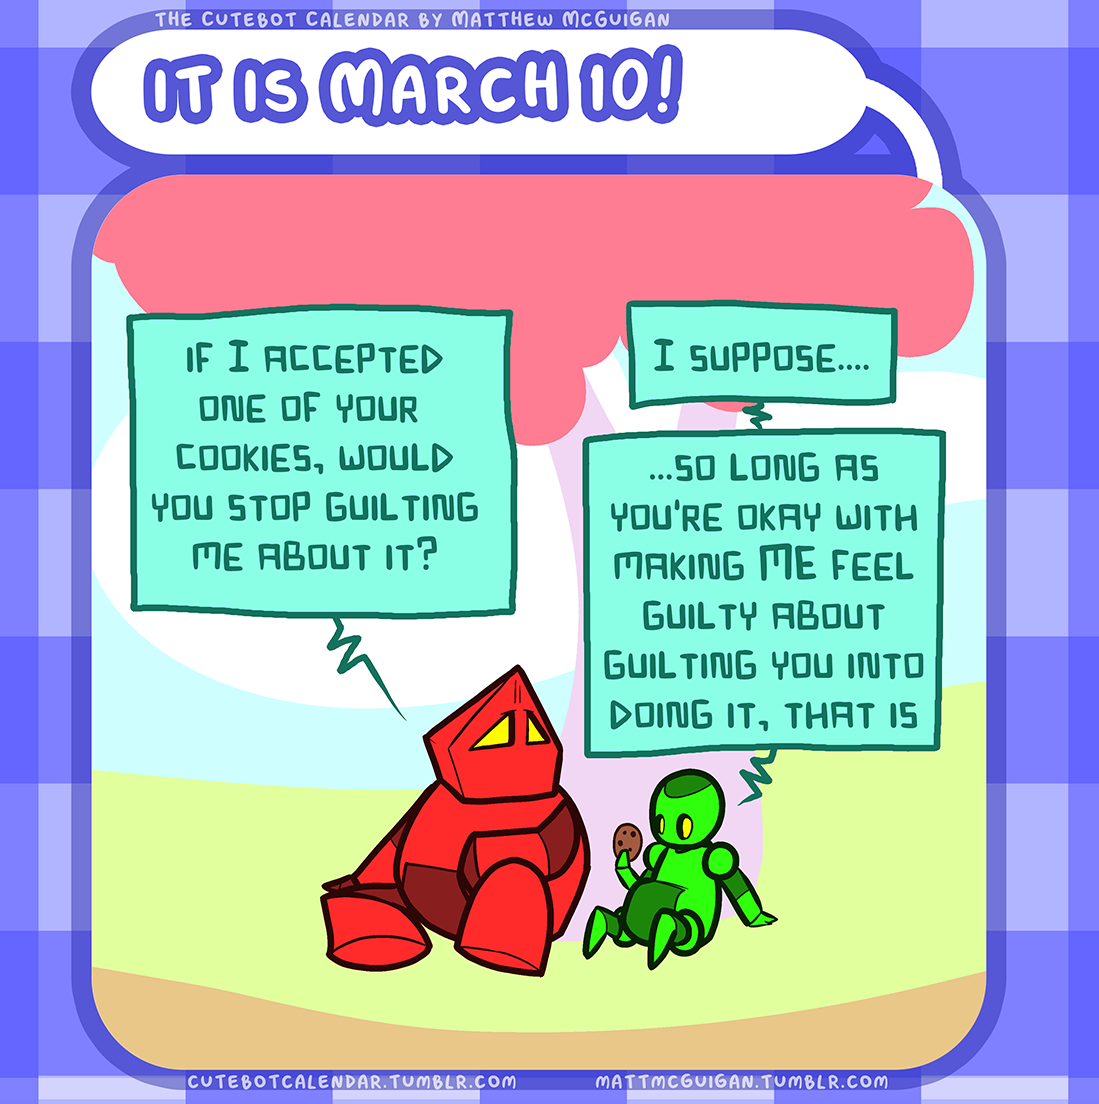 THE CUTEBOT CALENDAR BY MATTHEW MCGUIGAN
IT IS MARCH 10!
IF I ACCEPTED
ONE OF YOUR
COOKIES, WOULD
YOU STOP GUILTING
ME ABOUT IT?
I SUPPOSE....
...SO LONG AS
YOU'RE OKAY WITH
MAKING ME FEEL
GUILTY ABOUT
GUILTING YOU INTO
DOING IT, THAT IS
CUTEBOTCALENDAR.TUMBLR.COM
MATTMCGUIGAN.TUMBLR.COM